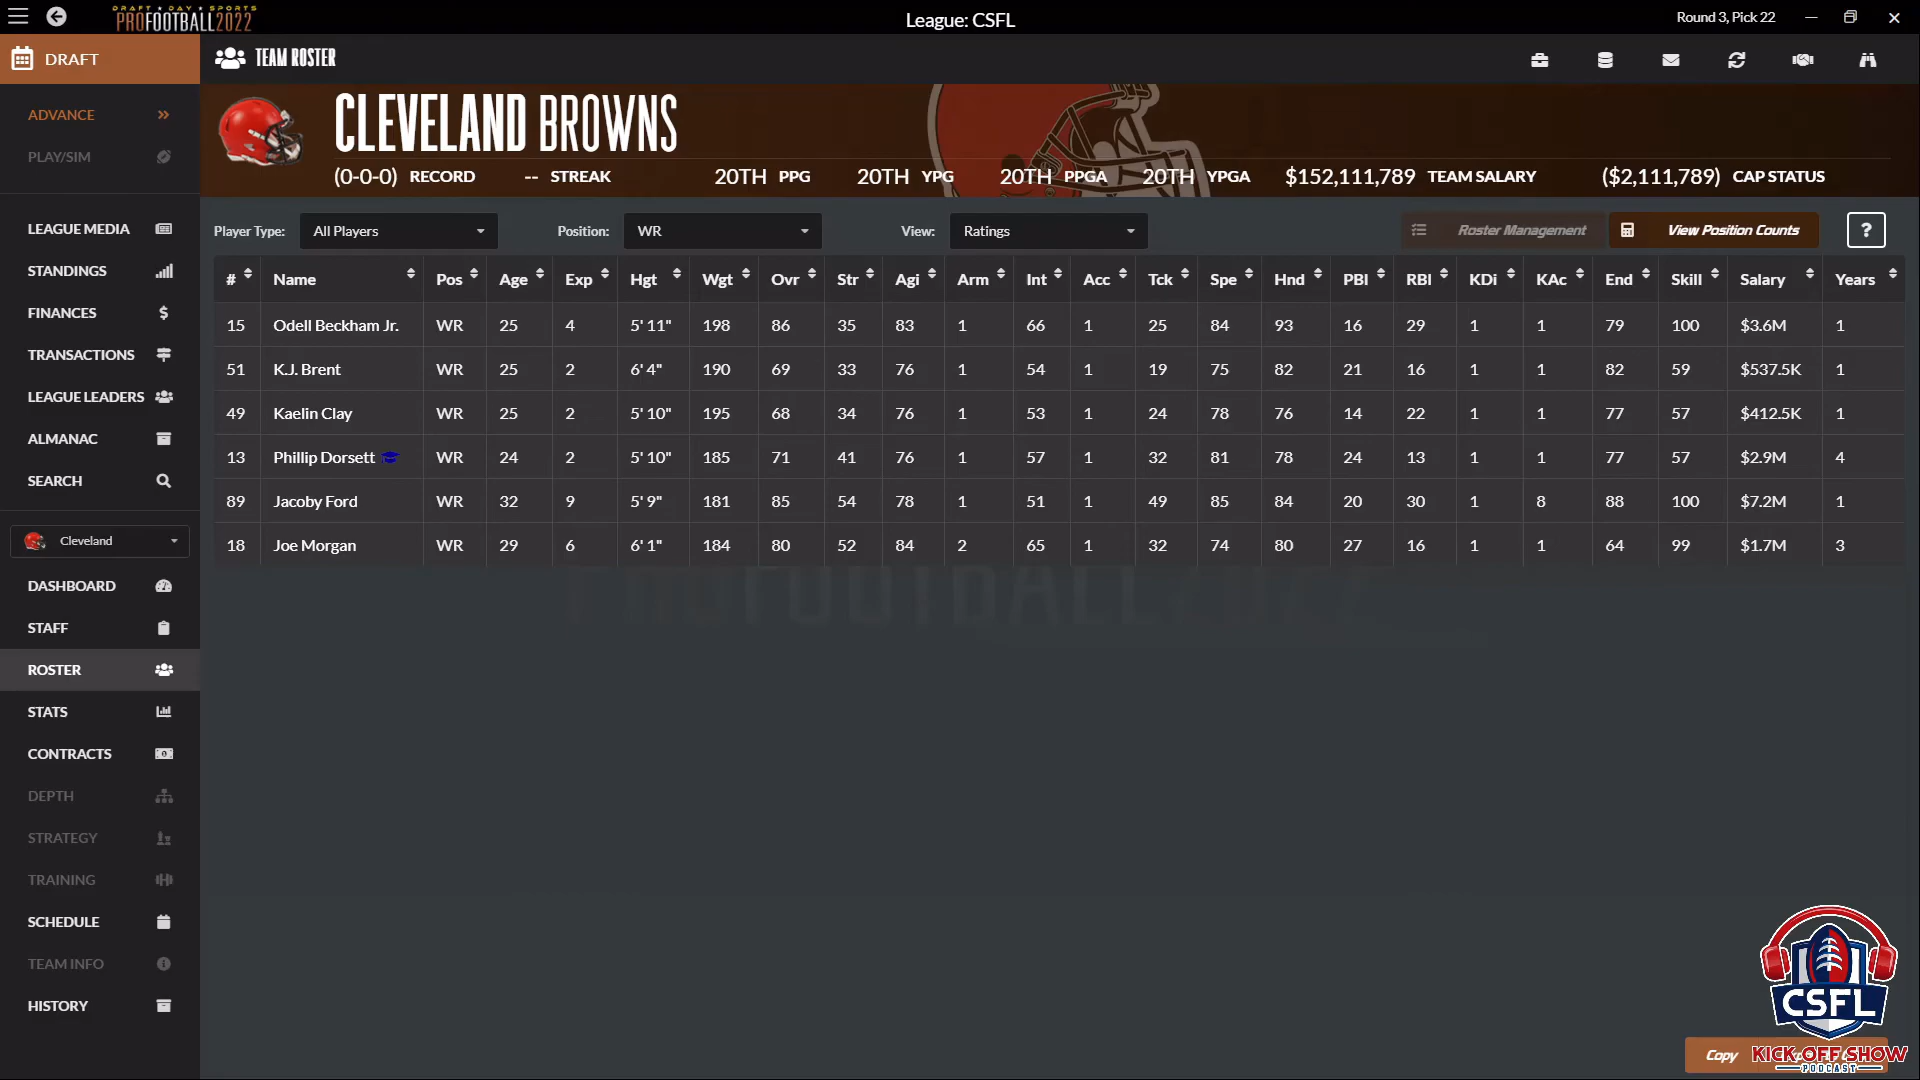 DRAFT ★ DAY ★ SPORTS
PROFOOTBALL2022
League: CSFL
Round 3, Pick 22
DRAFT
TEAM ROSTER
ADVANCE
PLAY/SIM
LEAGUE MEDIA
STANDINGS
FINANCES
TRANSACTIONS
LEAGUE LEADERS
ALMANAC
SEARCH
Cleveland
DASHBOARD
STAFF
ROSTER
STATS
CONTRACTS
DEPTH
STRATEGY
TRAINING
SCHEDULE
TEAM INFO
HISTORY
CLEVELAND BROWNS
(0-0-0) RECORD -- STREAK 20TH PPG 20TH YPG 20TH PPGA 20TH YPGA $152,111,789 TEAM SALARY ($2,111,789) CAP STATUS
Player Type: All Players Position: WR View: Ratings Roster Management View Position Counts ?
# Name Pos Age Exp Hgt Wgt Ovr Str Agi Arm Int Acc Tck Spe Hnd PBl RBl KDi KAc End Skill Salary Years
15 Odell Beckham Jr. WR 25 4 5' 11" 198 86 35 83 1 66 1 25 84 93 16 29 1 1 79 100 $3.6M 1
51 K.J. Brent WR 25 2 6' 4" 190 69 33 76 1 54 1 19 75 82 21 16 1 1 82 59 $537.5K 1
49 Kaelin Clay WR 25 2 5' 10" 195 68 34 76 1 53 1 24 78 76 14 22 1 1 77 57 $412.5K 1
13 Phillip Dorsett WR 24 2 5' 10" 185 71 41 76 1 57 1 32 81 78 24 13 1 1 77 57 $2.9M 4
89 Jacoby Ford WR 32 9 5' 9" 181 85 54 78 1 51 1 49 85 84 20 30 1 8 88 100 $7.2M 1
18 Joe Morgan WR 29 6 6' 1" 184 80 52 84 2 65 1 32 74 80 27 16 1 1 64 99 $1.7M 3
PROFOOTBALL2022
CSFL
Copy
KICK OFF SHOW
PODCAST